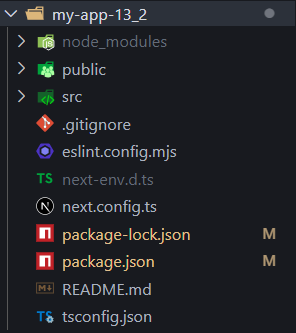 my-app-13_2
node_modules
public
src
.gitignore
eslint.config.mjs
TS next-env.d.ts
N next.config.ts
package-lock.json M
package.json M
README.md
TS tsconfig.json